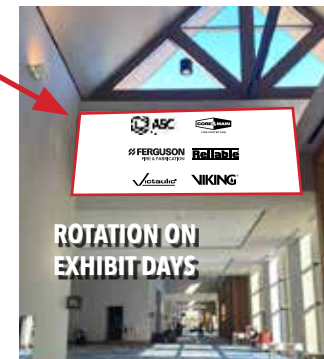 ASC
CORE & MAIN
FIRE PROTECTION
FERGUSON
FIRE & FABRICATION
Reliable
Victaulic
VIKING
ROTATION ON
EXHIBIT DAYS